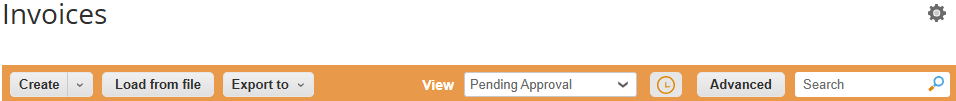 Invoices
Create Load from file Export to View Pending Approval Advanced Search